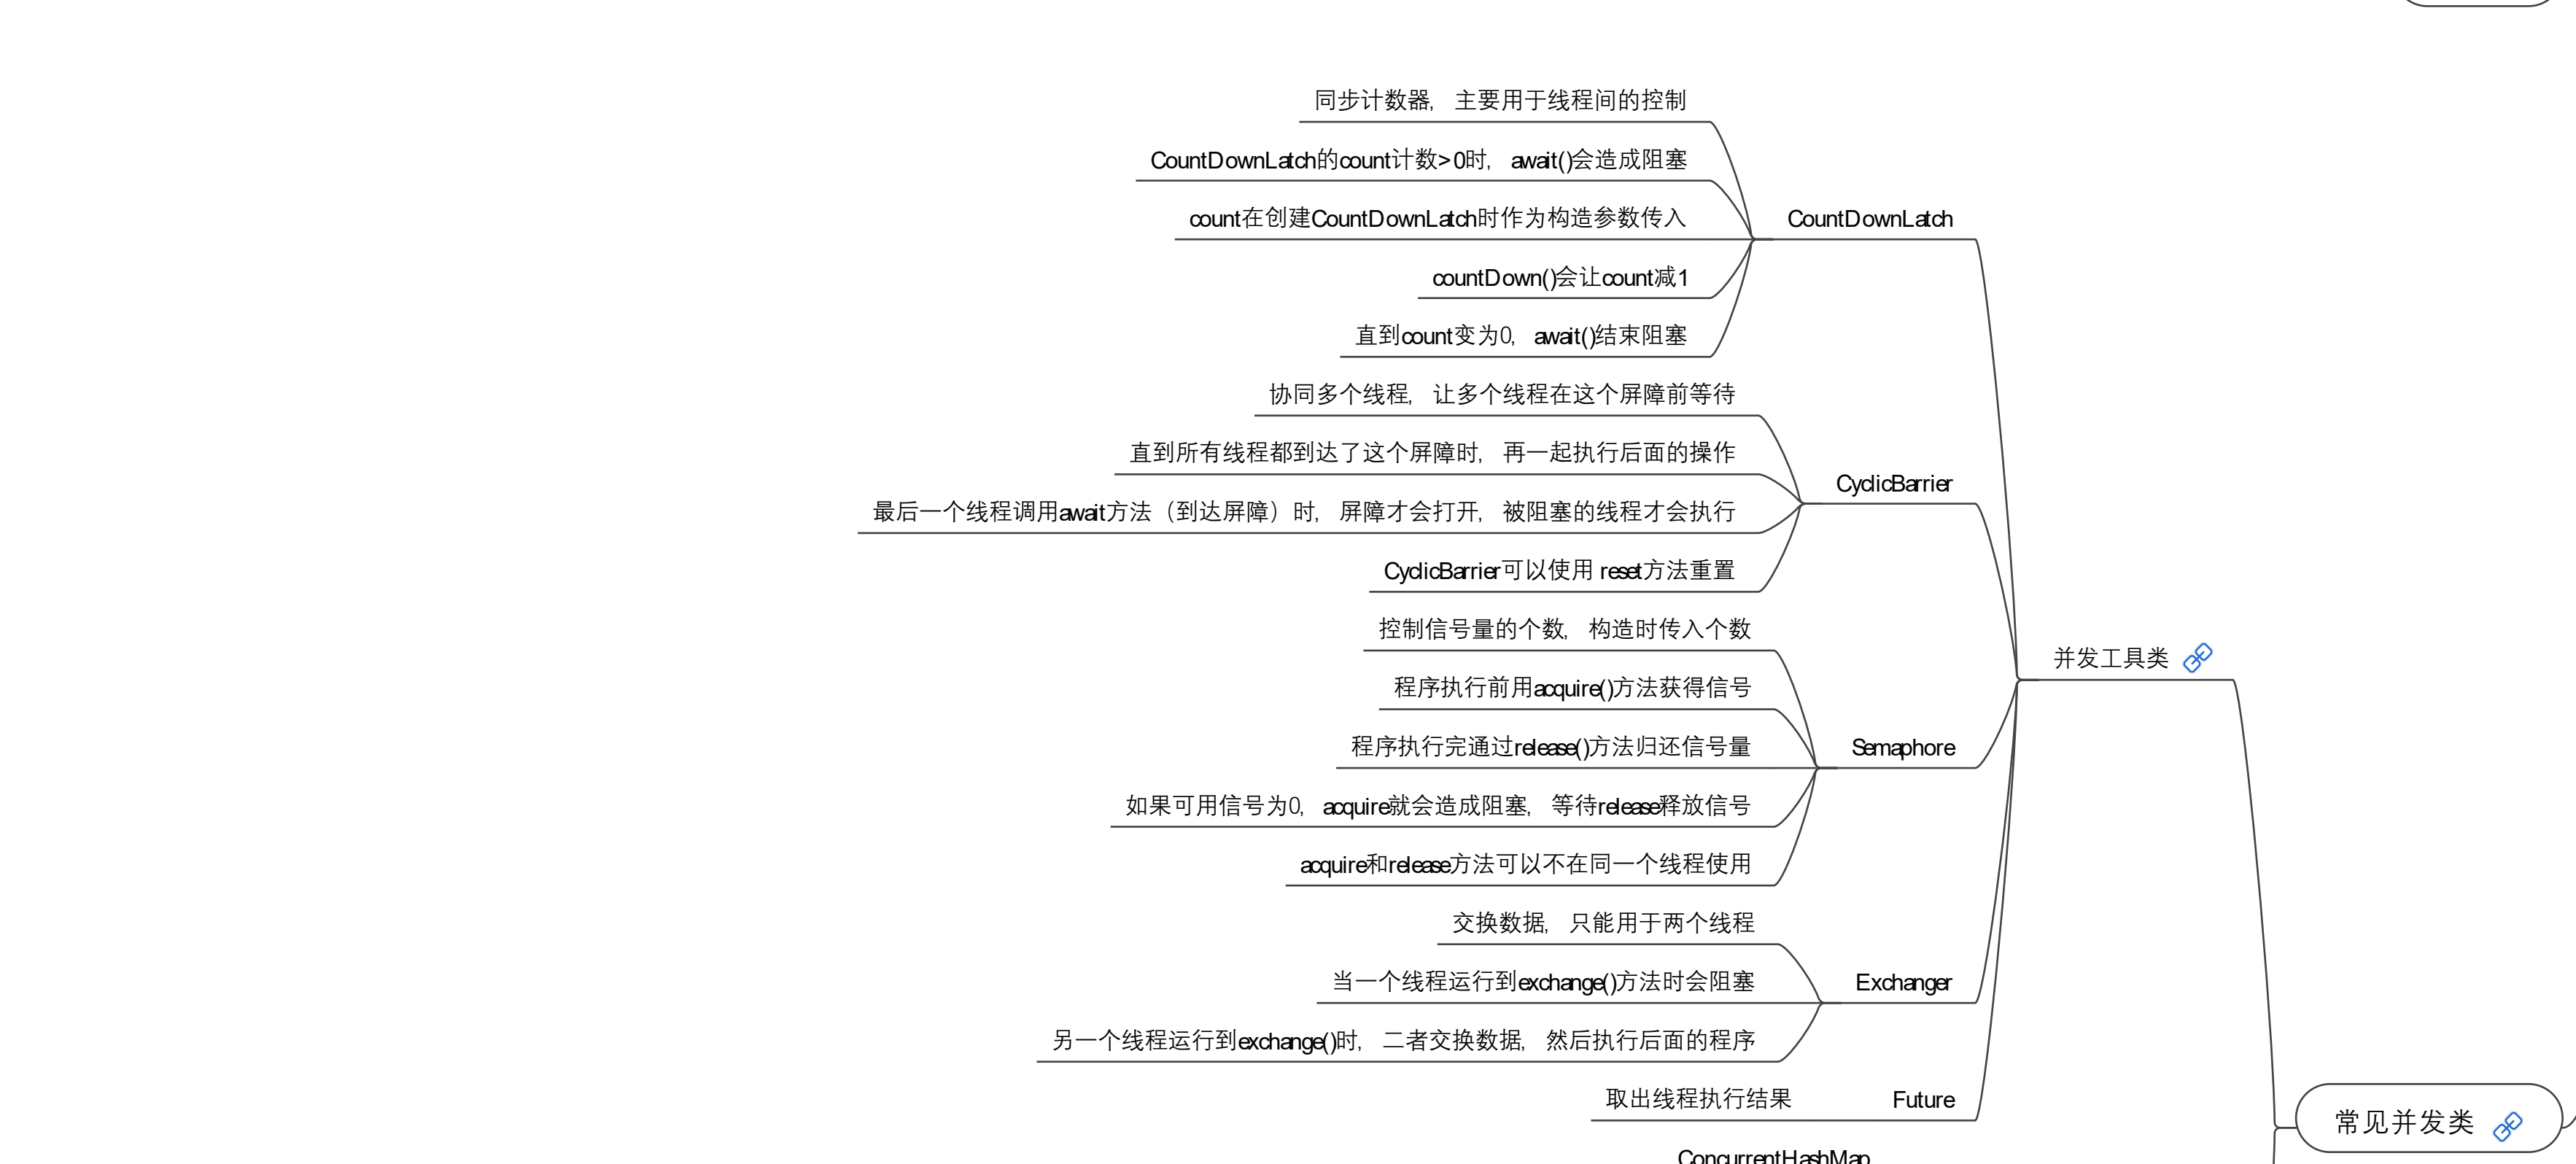 同步计数器，主要用于线程间的控制
CountDownLatch的count计数>0时，await()会造成阻塞
count在创建CountDownLatch时作为构造参数传入
CountDownLatch
countDown()会让count减1
直到count变为0，await()结束阻塞
协同多个线程，让多个线程在这个屏障前等待
直到所有线程都到达了这个屏障时，再一起执行后面的操作
CyclicBarrier
最后一个线程调用await方法（到达屏障）时，屏障才会打开，被阻塞的线程才会执行
CyclicBarrier可以使用 reset方法重置
控制信号量的个数，构造时传入个数
并发工具类
程序执行前用acquire()方法获得信号
程序执行完通过release()方法归还信号量
Semaphore
如果可用信号为0，acquire就会造成阻塞，等待release释放信号
acquire和release方法可以不在同一个线程使用
交换数据，只能用于两个线程
当一个线程运行到exchange()方法时会阻塞
Exchanger
另一个线程运行到exchange()时，二者交换数据，然后执行后面的程序
取出线程执行结果
Future
常见并发类
ConcurrentHashMap